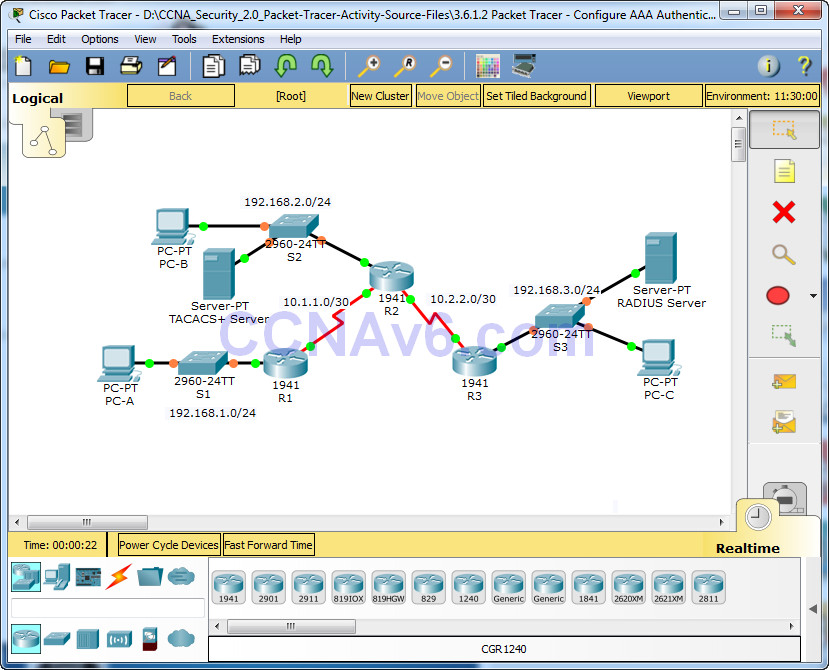 Cisco Packet Tracer - D:\CCNA_Security_2.0_Packet-Tracer-Activity-Source-Files\3.6.1.2 Packet Tracer - Configure AAA Authentic...
File Edit Options View Tools Extensions Help
Logical
Back
[Root]
New Cluster
Move Object
Set Tiled Background
Viewport
Environment: 11:30:00
192.168.2.0/24
PC-PT
PC-B
2960-24TT
S2
Server-PT
TACACS+ Server
10.1.1.0/30
1941
R2
10.2.2.0/30
192.168.3.0/24
Server-PT
RADIUS Server
2960-24TT
S3
CCNAv6.com
PC-PT
PC-A
2960-24TT
S1
192.168.1.0/24
1941
R1
1941
R3
PC-PT
PC-C
Time: 00:00:22
Power Cycle Devices
Fast Forward Time
Realtime
1941 2901 2911 819IOX 819HGW 829 1240 Generic Generic 1841 2620XM 2621XM 2811
CGR1240